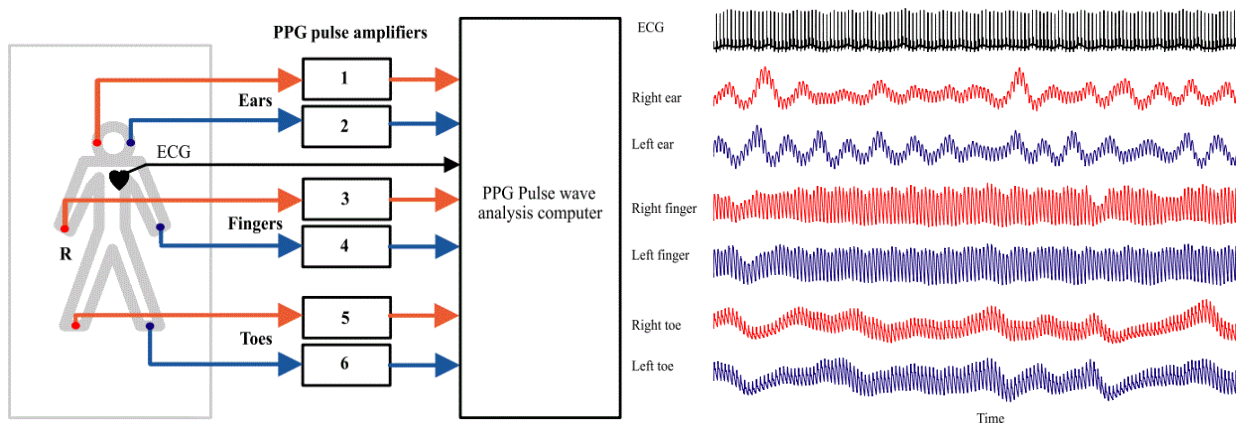 PPG pulse amplifiers
1
Ears
2
ECG
3
Fingers
4
R
5
Toes
6
PPG Pulse wave
analysis computer
ECG
Right ear
Left ear
Right finger
Left finger
Right toe
Left toe
Time